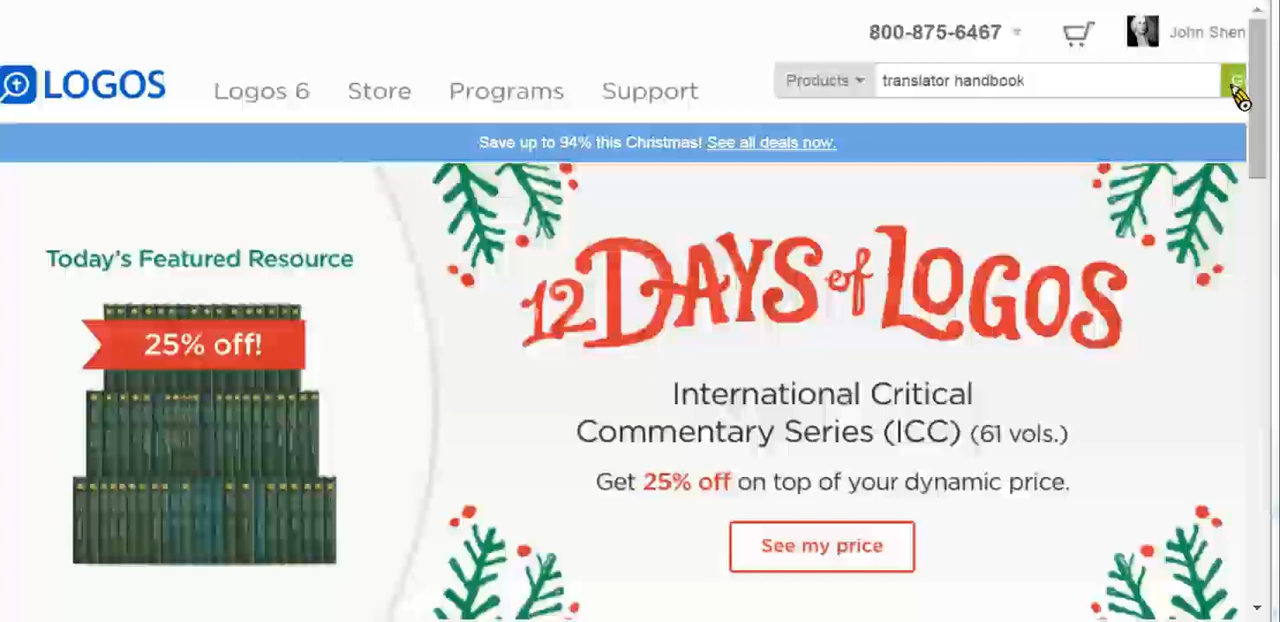 800-875-6467
John Shen
LOGOS
Logos 6 Store Programs Support
Products translator handbook
Save up to 94% this Christmas! See all deals now.
Today's Featured Resource
25% off!
12 DAYS of LOGOS
International Critical
Commentary Series (ICC) (61 vols.)
Get 25% off on top of your dynamic price.
See my price